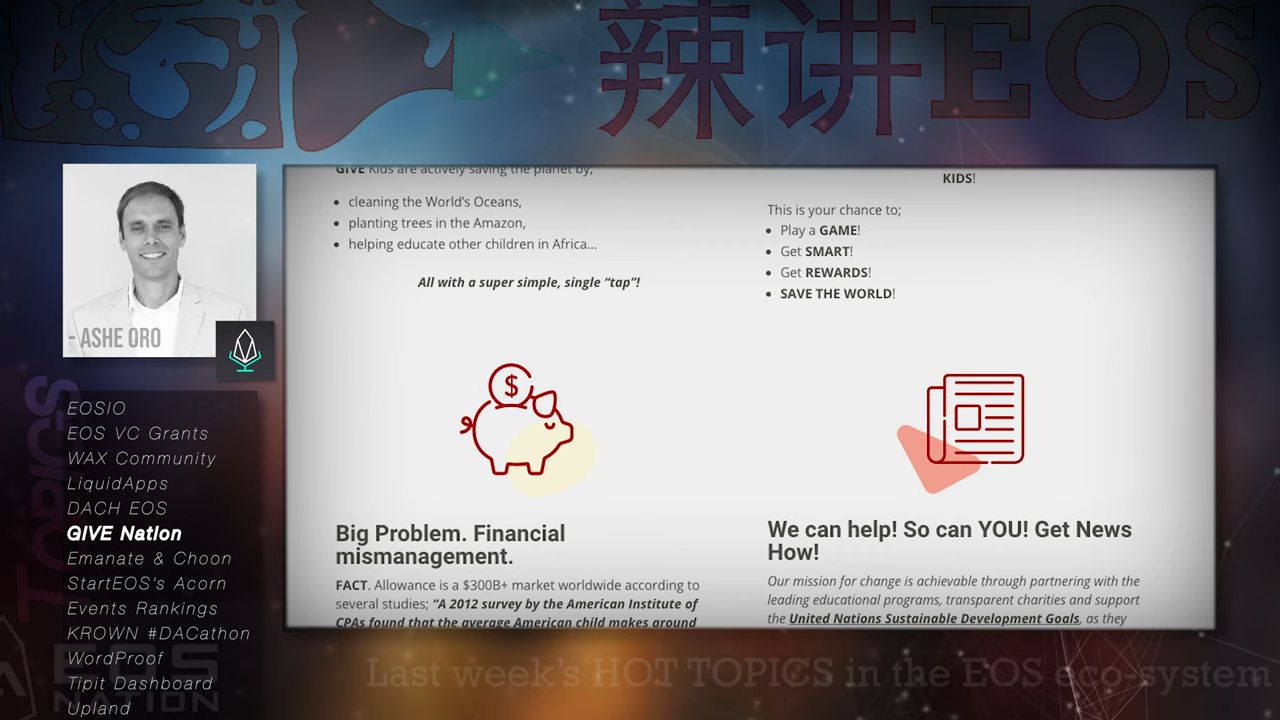 辣讲EOS
- ASHE ORO
TOPICS
EOSIO
EOS VC Grants
WAX Community
LiquidApps
DACH EOS
GIVE Nation
Emanate & Choon
StartEOS's Acorn
Events Rankings
KROWN #DACathon
WordProof
Tipit Dashboard
Upland
EOS
NATION
GIVE Kids are actively saving the planet by,
cleaning the World's Oceans,
planting trees in the Amazon,
helping educate other children in Africa...
All with a super simple, single “tap”!
Big Problem. Financial
mismanagement.
FACT. Allowance is a $300B+ market worldwide according to
several studies; “A 2012 survey by the American Institute of
CPAs found that the average American child makes around
KIDS!
This is your chance to;
Play a GAME!
Get SMART!
Get REWARDS!
SAVE THE WORLD!
We can help! So can YOU! Get News
How!
Our mission for change is achievable through partnering with the
leading educational programs, transparent charities and support
the United Nations Sustainable Development Goals, as they
Last week's HOT TOPICS in the EOS eco-system